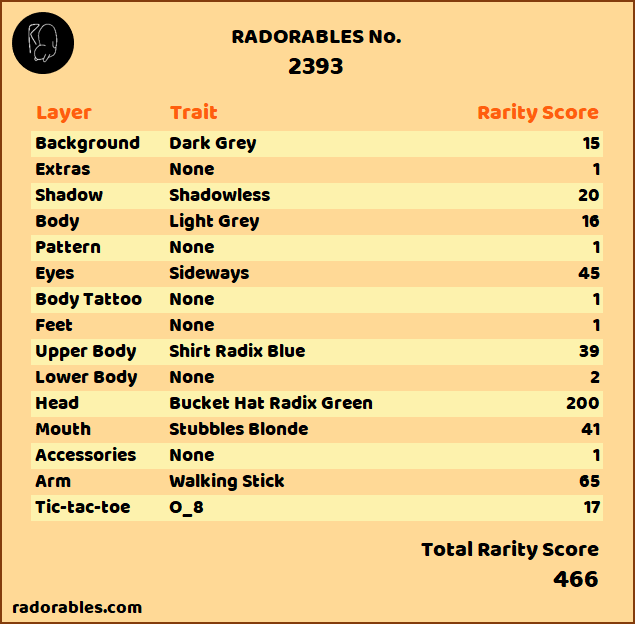 RADORABLES No.
2393
Layer Trait Rarity Score
Background Dark Grey 15
Extras None 1
Shadow Shadowless 20
Body Light Grey 16
Pattern None 1
Eyes Sideways 45
Body Tattoo None 1
Feet None 1
Upper Body Shirt Radix Blue 39
Lower Body None 2
Head Bucket Hat Radix Green 200
Mouth Stubbles Blonde 41
Accessories None 1
Arm Walking Stick 65
Tic-tac-toe O_8 17
Total Rarity Score
466
radorables.com